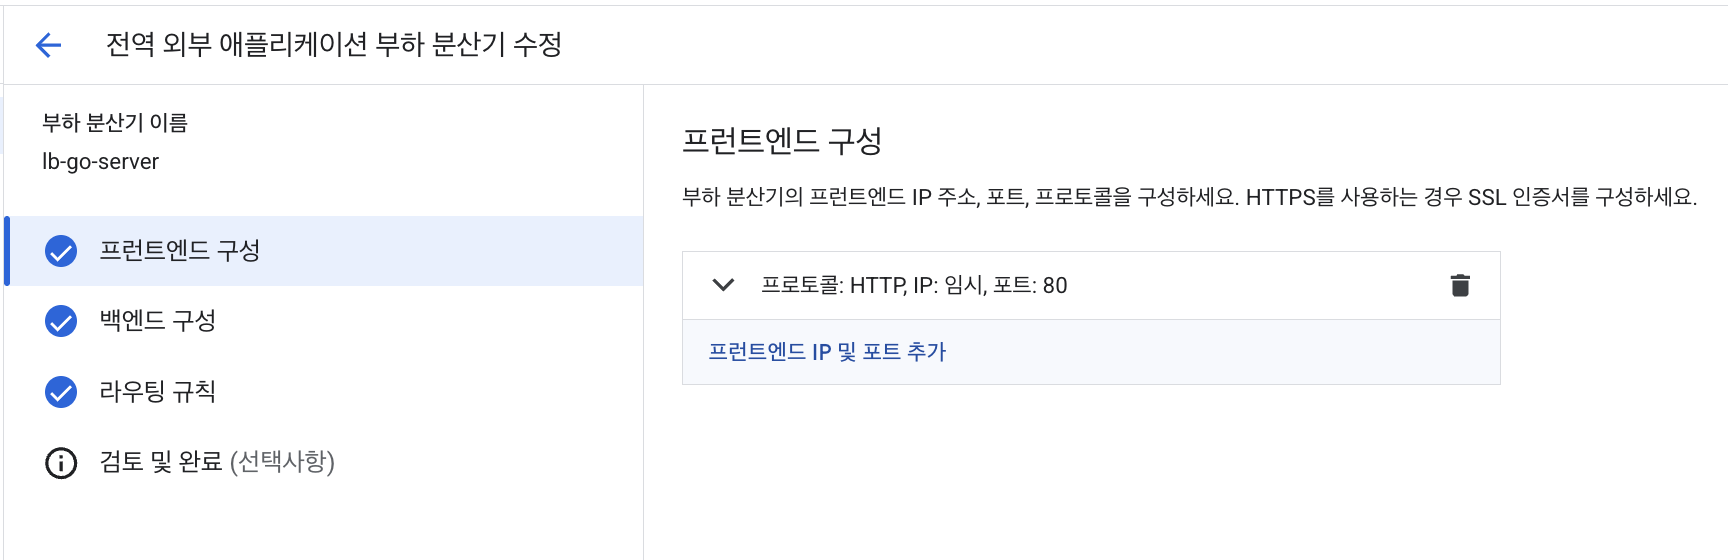 전역 외부 애플리케이션 부하 분산기 수정
부하 분산기 이름
lb-go-server
프런트엔드 구성
백엔드 구성
라우팅 규칙
검토 및 완료 (선택사항)
프런트엔드 구성
부하 분산기의 프런트엔드 IP 주소, 포트, 프로토콜을 구성하세요. HTTPS를 사용하는 경우 SSL 인증서를 구성하세요.
프로토콜: HTTP, IP: 임시, 포트: 80
프런트엔드 IP 및 포트 추가